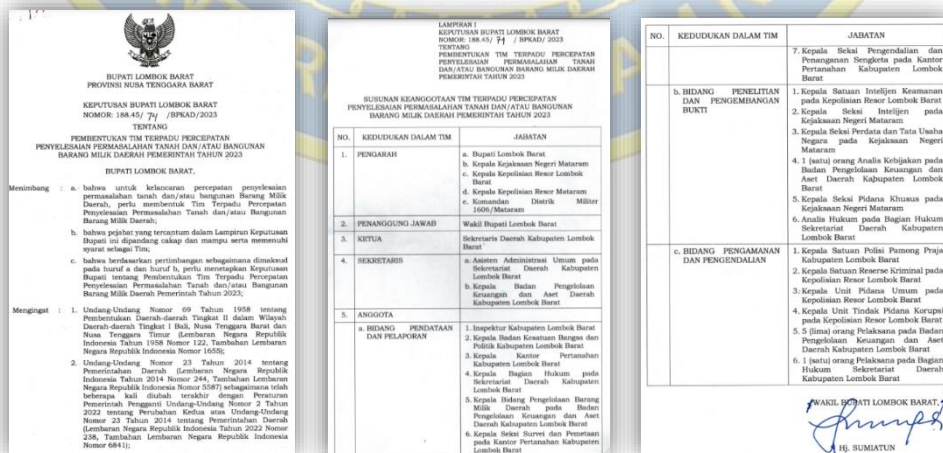 BUPATI LOMBOK BARAT
PROVINSI NUSA TENGGARA BARAT
KEPUTUSAN BUPATI LOMBOK BARAT
NOMOR: 188.45/ 74 /BPKAD/2023
TENTANG
PEMBENTUKAN TIM TERPADU PERCEPATAN
PENYELESAIAN PERMASALAHAN TANAH DAN/ATAU BANGUNAN
BARANG MILIK DAERAH PEMERINTAH TAHUN 2023
BUPATI LOMBOK BARAT,
Menimbang : a. bahwa untuk kelancaran percepatan penyelesaian
permasalahan tanah dan/atau bangunan Barang Milik
Daerah, perlu membentuk Tim Terpadu Percepatan
Penyelesaian Permasalahan Tanah dan/atau Bangunan
Barang Milik Daerah;
b. bahwa pejabat yang tercantum dalam Lampiran Keputusan
Bupati ini dipandang cakap dan mampu serta memenuhi
syarat sebagai Tim;
c. bahwa berdasarkan pertimbangan sebagaimana dimaksud
pada huruf a dan huruf b, perlu menetapkan Keputusan
Bupati tentang Pembentukan Tim Terpadu Percepatan
Penyelesaian Permasalahan Tanah dan/atau Bangunan
Barang Milik Daerah Pemerintah Tahun 2023;
Mengingat : 1. Undang-Undang Nomor 69 Tahun 1958 tentang
Pembentukan Daerah-daerah Tingkat II dalam Wilayah
Daerah-daerah Tingkat I Bali, Nusa Tenggara Barat dan
Nusa Tenggara Timur (Lembaran Negara Republik
Indonesia Tahun 1958 Nomor 122, Tambahan Lembaran
Negara Republik Indonesia Nomor 1655);
2. Undang-Undang Nomor 23 Tahun 2014 tentang
Pemerintahan Daerah (Lembaran Negara Republik
Indonesia Tahun 2014 Nomor 244, Tambahan Lembaran
Negara Republik Indonesia Nomor 5587) sebagaimana telah
beberapa kali diubah terakhir dengan Peraturan
Pemerintah Pengganti Undang-Undang Nomor 2 Tahun
2022 tentang Perubahan Kedua atas Undang-Undang
Nomor 23 Tahun 2014 tentang Pemerintahan Daerah
(Lembaran Negara Republik Indonesia Tahun 2022 Nomor
238, Tambahan Lembaran Negara Republik Indonesia
Nomor 6841);
LAMPIRAN I
KEPUTUSAN BUPATI LOMBOK BARAT
NOMOR: 188.45/ 74 / BPKAD/ 2023
TENTANG
PEMBENTUKAN TIM TERPADU PERCEPATAN
PENYELESAIAN PERMASALAHAN TANAH
DAN/ATAU BANGUNAN BARANG MILIK DAERAH
PEMERINTAH TAHUN 2023
SUSUNAN KEANGGOTAAN TIM TERPADU PERCEPATAN
PENYELESAIAN PERMASALAHAN TANAH DAN/ATAU BANGUNAN
BARANG MILIK DAERAH PEMERINTAH TAHUN 2023
NO. KEDUDUKAN DALAM TIM JABATAN
1. PENGARAH a. Bupati Lombok Barat
b. Kepala Kejaksaan Negeri Mataram
c. Kepala Kepolisian Resor Lombok
Barat
d. Kepala Kepolisian Resor Mataram
e. Komandan Distrik Militer
1606/Mataram
2. PENANGGUNG JAWAB Wakil Bupati Lombok Barat
3. KETUA Sekretaris Daerah Kabupaten Lombok
Barat
4. SEKRETARIS a. Asisten Administrasi Umum pada
Sekretariat Daerah Kabupaten
Lombok Barat
b. Kepala Badan Pengelolaan
Keuangan dan Aset Daerah
Kabupaten Lombok Barat
5. ANGGOTA
a. BIDANG PENDATAAN 1. Inspektur Kabupaten Lombok Barat
DAN PELAPORAN 2. Kepala Badan Kesatuan Bangsa dan
Politik Kabupaten Lombok Barat
3. Kepala Kantor Pertanahan
Kabupaten Lombok Barat
4. Kepala Bagian Hukum pada
Sekretariat Daerah Kabupaten
Lombok Barat
5. Kepala Bidang Pengelolaan Barang
Milik Daerah pada Badan
Pengelolaan Keuangan dan Aset
Daerah Kabupaten Lombok Barat
6. Kepala Seksi Survei dan Pemetaan
pada Kantor Pertanahan Kabupaten
Lombok Barat
NO. KEDUDUKAN DALAM TIM JABATAN
7. Kepala Seksi Pengendalian dan
Penanganan Sengketa pada Kantor
Pertanahan Kabupaten Lombok
Barat
b. BIDANG PENELITIAN 1. Kepala Satuan Intelijen Keamanan
DAN PENGEMBANGAN pada Kepolisian Resor Lombok Barat
BUKTI 2. Kepala Seksi Intelijen pada
Kejaksaan Negeri Mataram
3. Kepala Seksi Perdata dan Tata Usaha
Negara pada Kejaksaan Negeri
Mataram
4. 1 (satu) orang Analis Kebijakan pada
Badan Pengelolaan Keuangan dan
Aset Daerah Kabupaten Lombok
Barat
5. Kepala Seksi Pidana Khusus pada
Kejaksaan Negeri Mataram
6. Analis Hukum pada Bagian Hukum
Sekretariat Daerah Kabupaten
Lombok Barat
c. BIDANG PENGAMANAN 1. Kepala Satuan Polisi Pamong Praja
DAN PENGENDALIAN Kabupaten Lombok Barat
2. Kepala Satuan Reserse Kriminal pada
Kepolisian Resor Lombok Barat
3. Kepala Unit Pidana Umum pada
Kepolisian Resor Lombok Barat
4. Kepala Unit Tindak Pidana Korupsi
pada Kepolisian Resor Lombok Barat
5. 5 (lima) orang Pelaksana pada Badan
Pengelolaan Keuangan dan Aset
Daerah Kabupaten Lombok Barat
6. 1 (satu) orang Pelaksana pada Bagian
Hukum Sekretariat Daerah
Kabupaten Lombok Barat
WAKIL BUPATI LOMBOK BARAT,
Hj. SUMIATUN